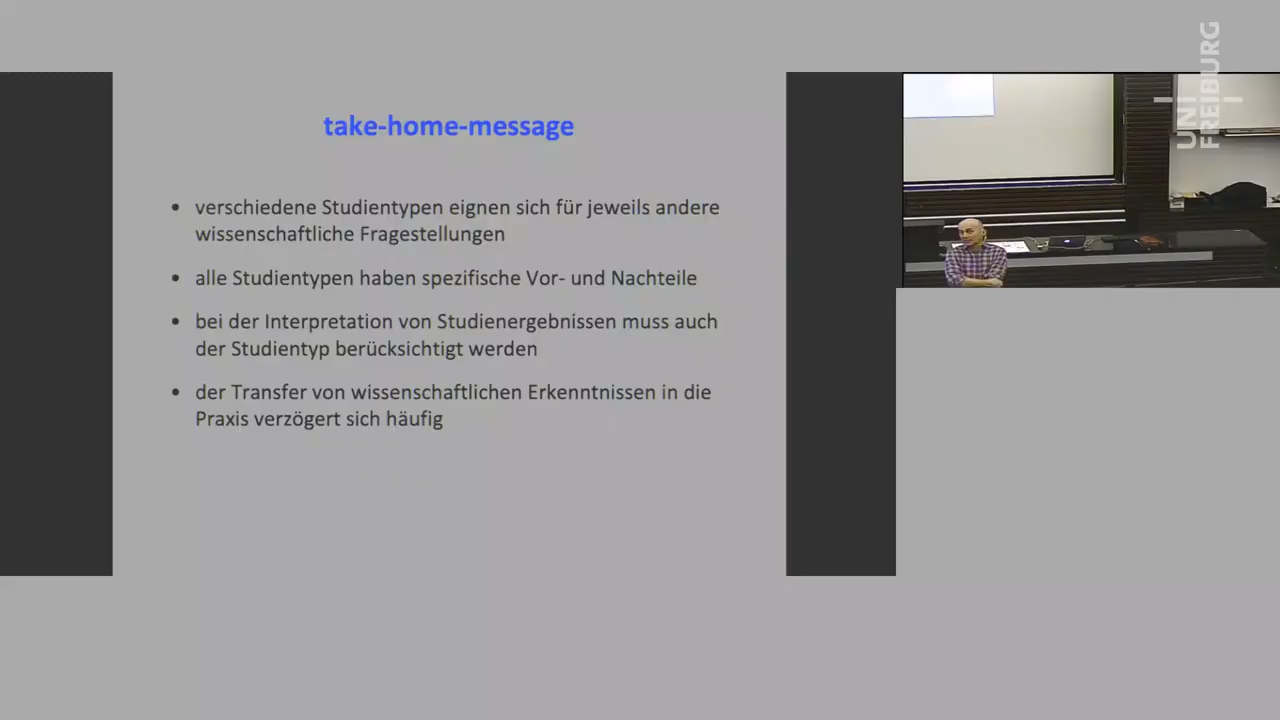 take-home-message
• verschiedene Studientypen eignen sich für jeweils andere
wissenschaftliche Fragestellungen
• alle Studientypen haben spezifische Vor- und Nachteile
• bei der Interpretation von Studienergebnissen muss auch
der Studientyp berücksichtigt werden
• der Transfer von wissenschaftlichen Erkenntnissen in die
Praxis verzögert sich häufig
UNI
FREIBURG